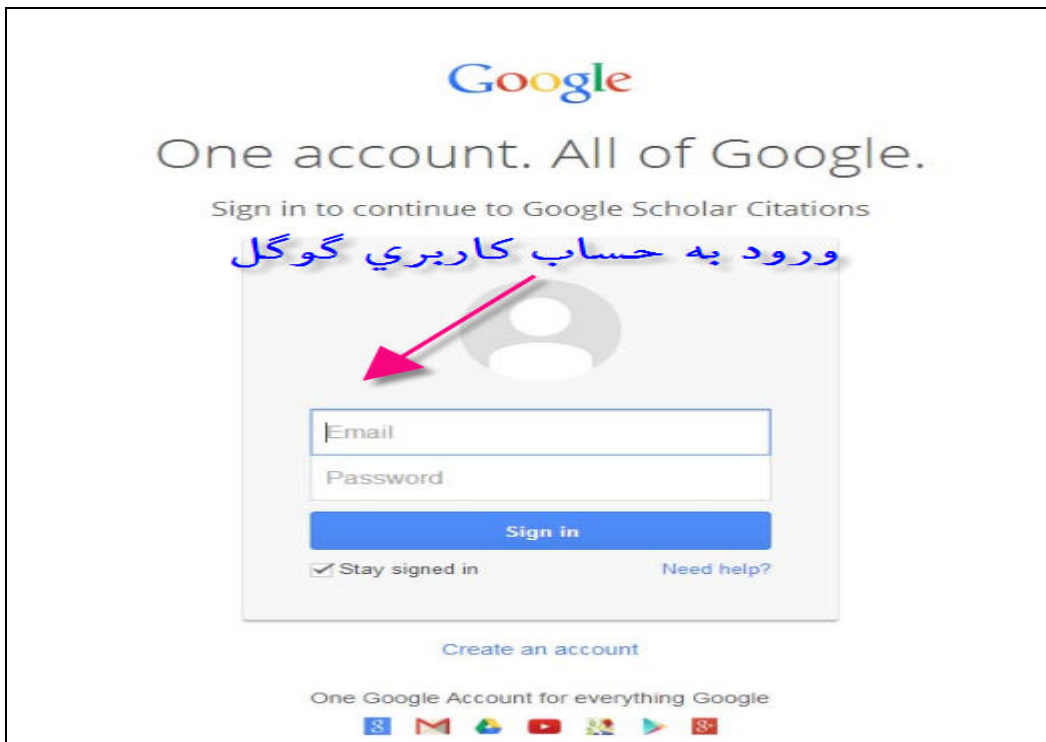 Google
One account. All of Google.
Sign in to continue to Google Scholar Citations
ورود به حساب كاربري گوگل
Email
Password
Sign in
Stay signed in
Need help?
Create an account
One Google Account for everything Google